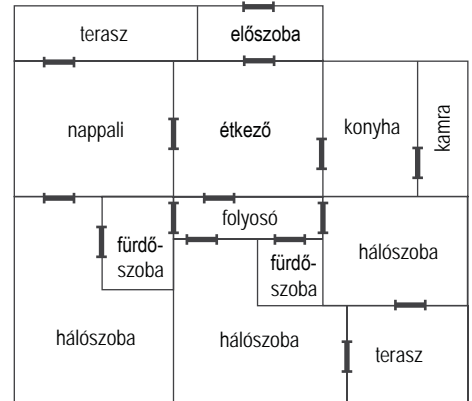 terasz
előszoba
nappali
étkező
konyha
kamra
folyosó
fürdő-
szoba
fürdő-
szoba
hálószoba
hálószoba
hálószoba
terasz